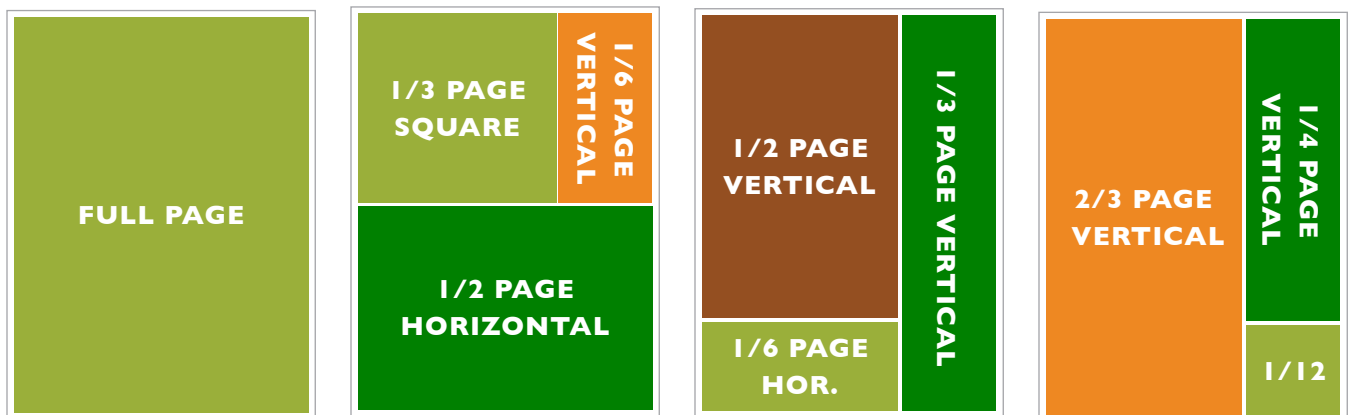 FULL PAGE
1/3 PAGE
SQUARE
1/6 PAGE
VERTICAL
1/2 PAGE
HORIZONTAL
1/2 PAGE
VERTICAL
1/6 PAGE
HOR.
1/3 PAGE VERTICAL
2/3 PAGE
VERTICAL
1/4 PAGE
VERTICAL
1/12